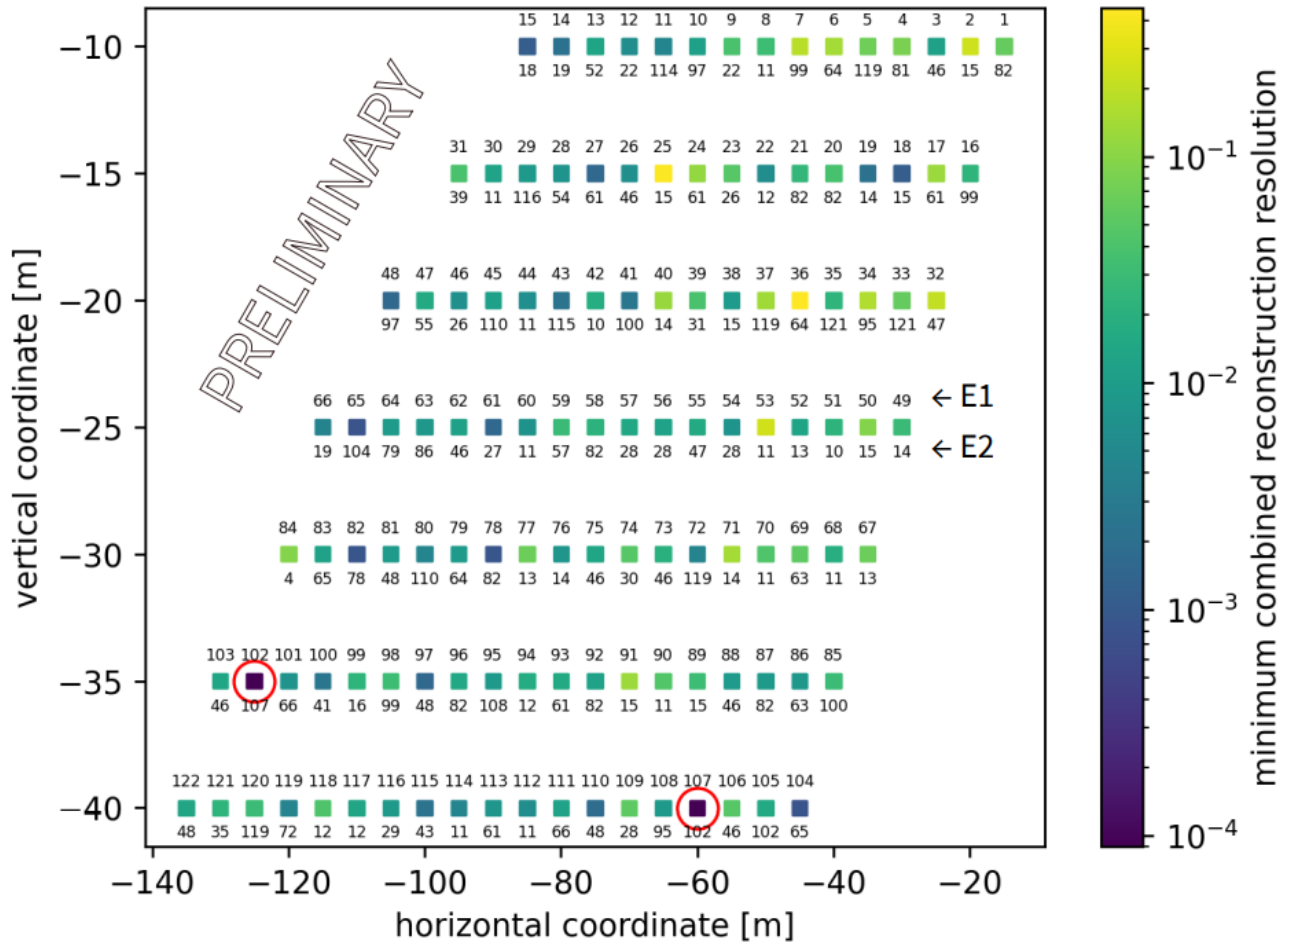 15 14 13 12 11 10 9 8 7 6 5 4 3 2 1
−10
18 19 52 22 114 97 22 11 99 64 119 81 46 15 82
PRELIMINARY
31 30 29 28 27 26 25 24 23 22 21 20 19 18 17 16
−15
39 11 116 54 61 46 15 61 26 12 82 82 14 15 61 99
48 47 46 45 44 43 42 41 40 39 38 37 36 35 34 33 32
−20
97 55 26 110 11 115 10 100 14 31 15 119 64 121 95 121 47
66 65 64 63 62 61 60 59 58 57 56 55 54 53 52 51 50 49
← E1
−25
19 104 79 86 46 27 11 57 82 28 28 47 28 11 13 10 15 14
← E2
84 83 82 81 80 79 78 77 76 75 74 73 72 71 70 69 68 67
−30
4 65 78 48 110 64 82 13 14 46 30 46 119 14 11 63 11 13
103 102 101 100 99 98 97 96 95 94 93 92 91 90 89 88 87 86 85
−35
46 107 66 41 16 99 48 82 108 12 61 82 15 11 15 46 82 63 100
122 121 120 119 118 117 116 115 114 113 112 111 110 109 108 107 106 105 104
−40
48 35 119 72 12 12 29 43 11 61 11 66 48 28 95 102 46 102 65
−140 −120 −100 −80 −60 −40 −20
horizontal coordinate [m]
vertical coordinate [m]
10⁻¹
10⁻²
10⁻³
10⁻⁴
minimum combined reconstruction resolution